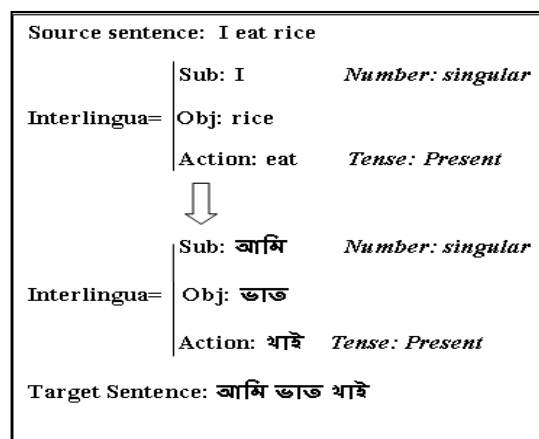 Source sentence: I eat rice
Sub: I Number: singular
Interlingua= Obj: rice
Action: eat Tense: Present
Sub: আমি Number: singular
Interlingua= Obj: ভাত
Action: খাই Tense: Present
Target Sentence: আমি ভাত খাই